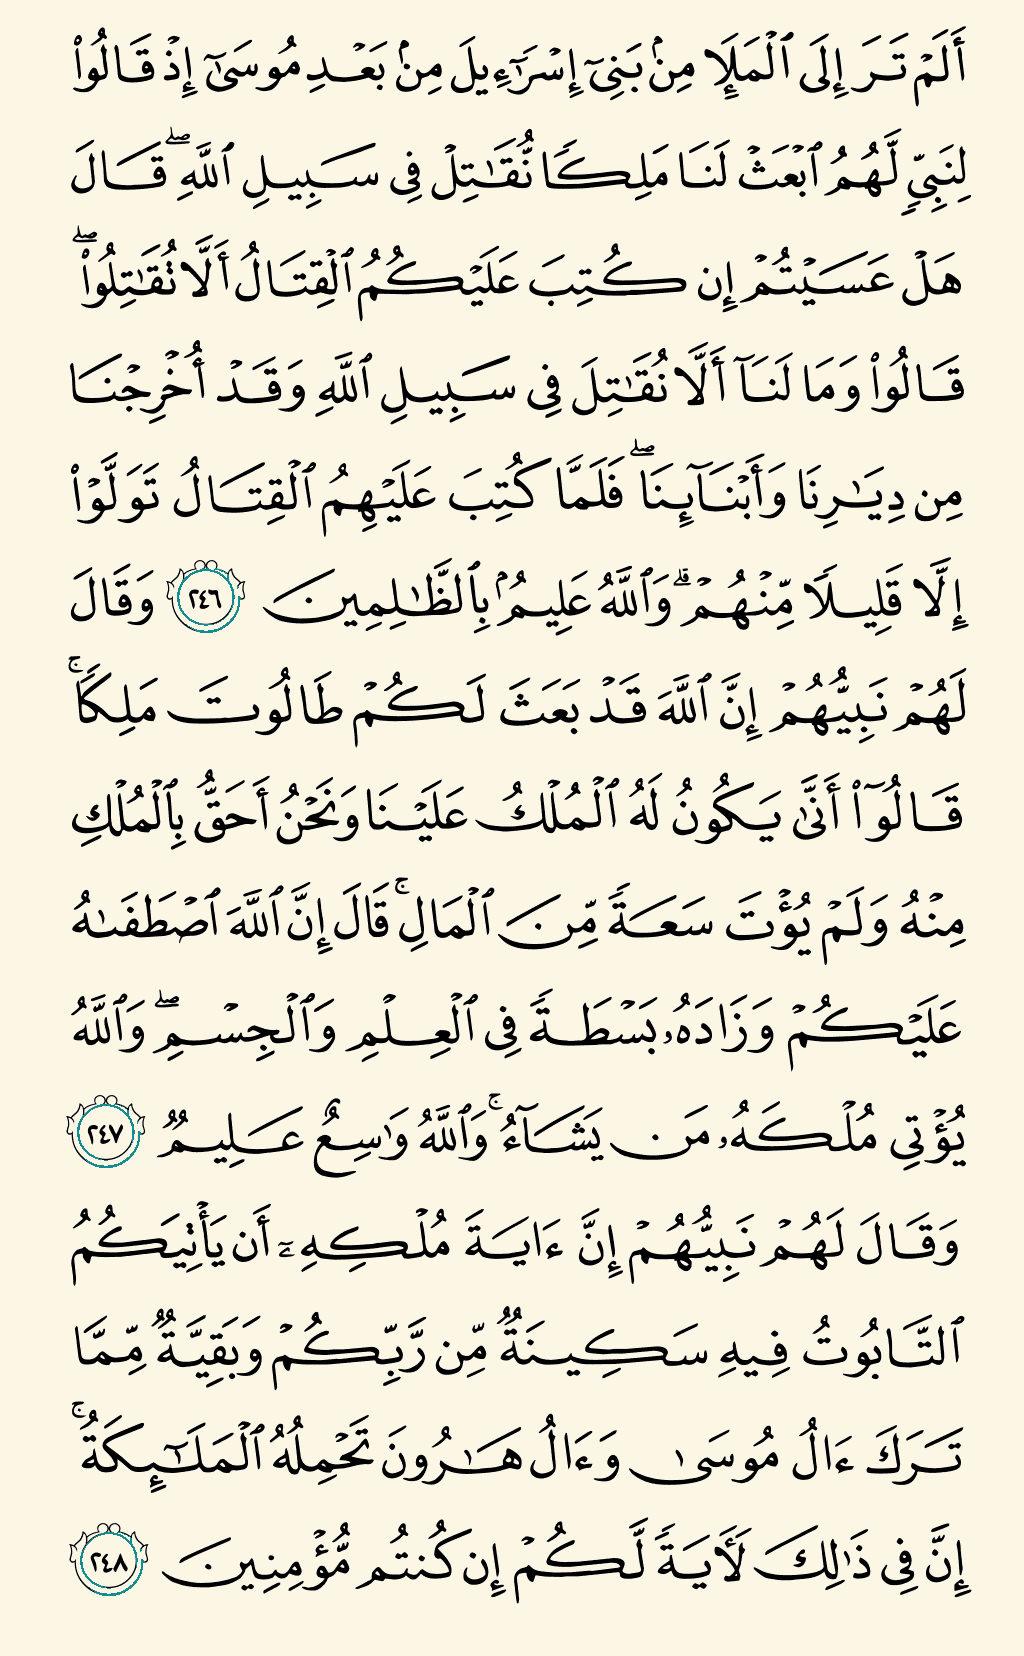 أَلَمۡ تَرَ إِلَى ٱلۡمَلَإِ مِنۢ بَنِيٓ إِسۡرَٰٓءِيلَ مِنۢ بَعۡدِ مُوسَىٰٓ إِذۡ قَالُواْ
لِنَبِيّٖ لَّهُمُ ٱبۡعَثۡ لَنَا مَلِكٗا نُّقَٰتِلۡ فِي سَبِيلِ ٱللَّهِۖ قَالَ
هَلۡ عَسَيۡتُمۡ إِن كُتِبَ عَلَيۡكُمُ ٱلۡقِتَالُ أَلَّا تُقَٰتِلُواْۖ
قَالُواْ وَمَا لَنَآ أَلَّا نُقَٰتِلَ فِي سَبِيلِ ٱللَّهِ وَقَدۡ أُخۡرِجۡنَا
مِن دِيَٰرِنَا وَأَبۡنَآئِنَاۖ فَلَمَّا كُتِبَ عَلَيۡهِمُ ٱلۡقِتَالُ تَوَلَّوۡاْ
إِلَّا قَلِيلٗا مِّنۡهُمۡۚ وَٱللَّهُ عَلِيمُۢ بِٱلظَّٰلِمِينَ ٢٤٦ وَقَالَ
لَهُمۡ نَبِيُّهُمۡ إِنَّ ٱللَّهَ قَدۡ بَعَثَ لَكُمۡ طَالُوتَ مَلِكٗاۚ
قَالُوٓاْ أَنَّىٰ يَكُونُ لَهُ ٱلۡمُلۡكُ عَلَيۡنَا وَنَحۡنُ أَحَقُّ بِٱلۡمُلۡكِ
مِنۡهُ وَلَمۡ يُؤۡتَ سَعَةٗ مِّنَ ٱلۡمَالِۚ قَالَ إِنَّ ٱللَّهَ ٱصۡطَفَىٰهُ
عَلَيۡكُمۡ وَزَادَهُۥ بَسۡطَةٗ فِي ٱلۡعِلۡمِ وَٱلۡجِسۡمِۖ وَٱللَّهُ
يُؤۡتِي مُلۡكَهُۥ مَن يَشَآءُۚ وَٱللَّهُ وَٰسِعٌ عَلِيمٞ ٢٤٧
وَقَالَ لَهُمۡ نَبِيُّهُمۡ إِنَّ ءَايَةَ مُلۡكِهِۦٓ أَن يَأۡتِيَكُمُ
ٱلتَّابُوتُ فِيهِ سَكِينَةٞ مِّن رَّبِّكُمۡ وَبَقِيَّةٞ مِّمَّا
تَرَكَ ءَالُ مُوسَىٰ وَءَالُ هَٰرُونَ تَحۡمِلُهُ ٱلۡمَلَٰٓئِكَةُۚ
إِنَّ فِي ذَٰلِكَ لَأٓيَةٗ لَّكُمۡ إِن كُنتُم مُّؤۡمِنِينَ ٢٤٨